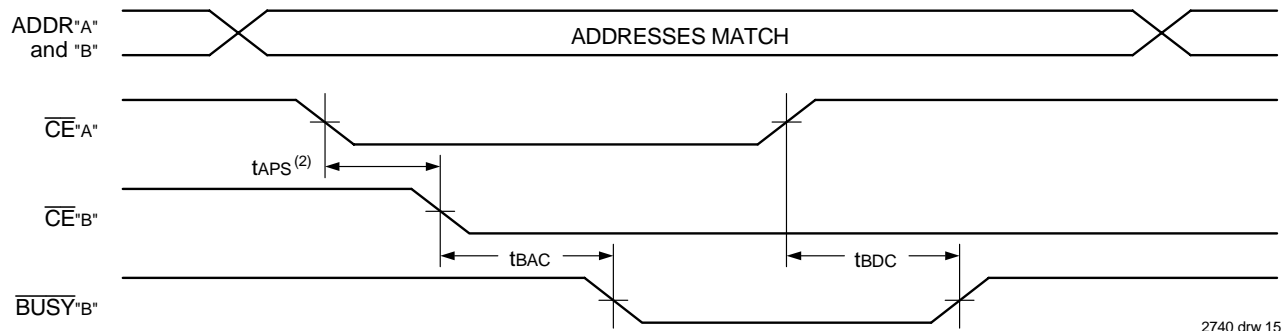 ADDR"A"
and "B"
ADDRESSES MATCH
CE"A"
tAPS(2)
CE"B"
tBAC
tBDC
BUSY"B"
2740 drw 15